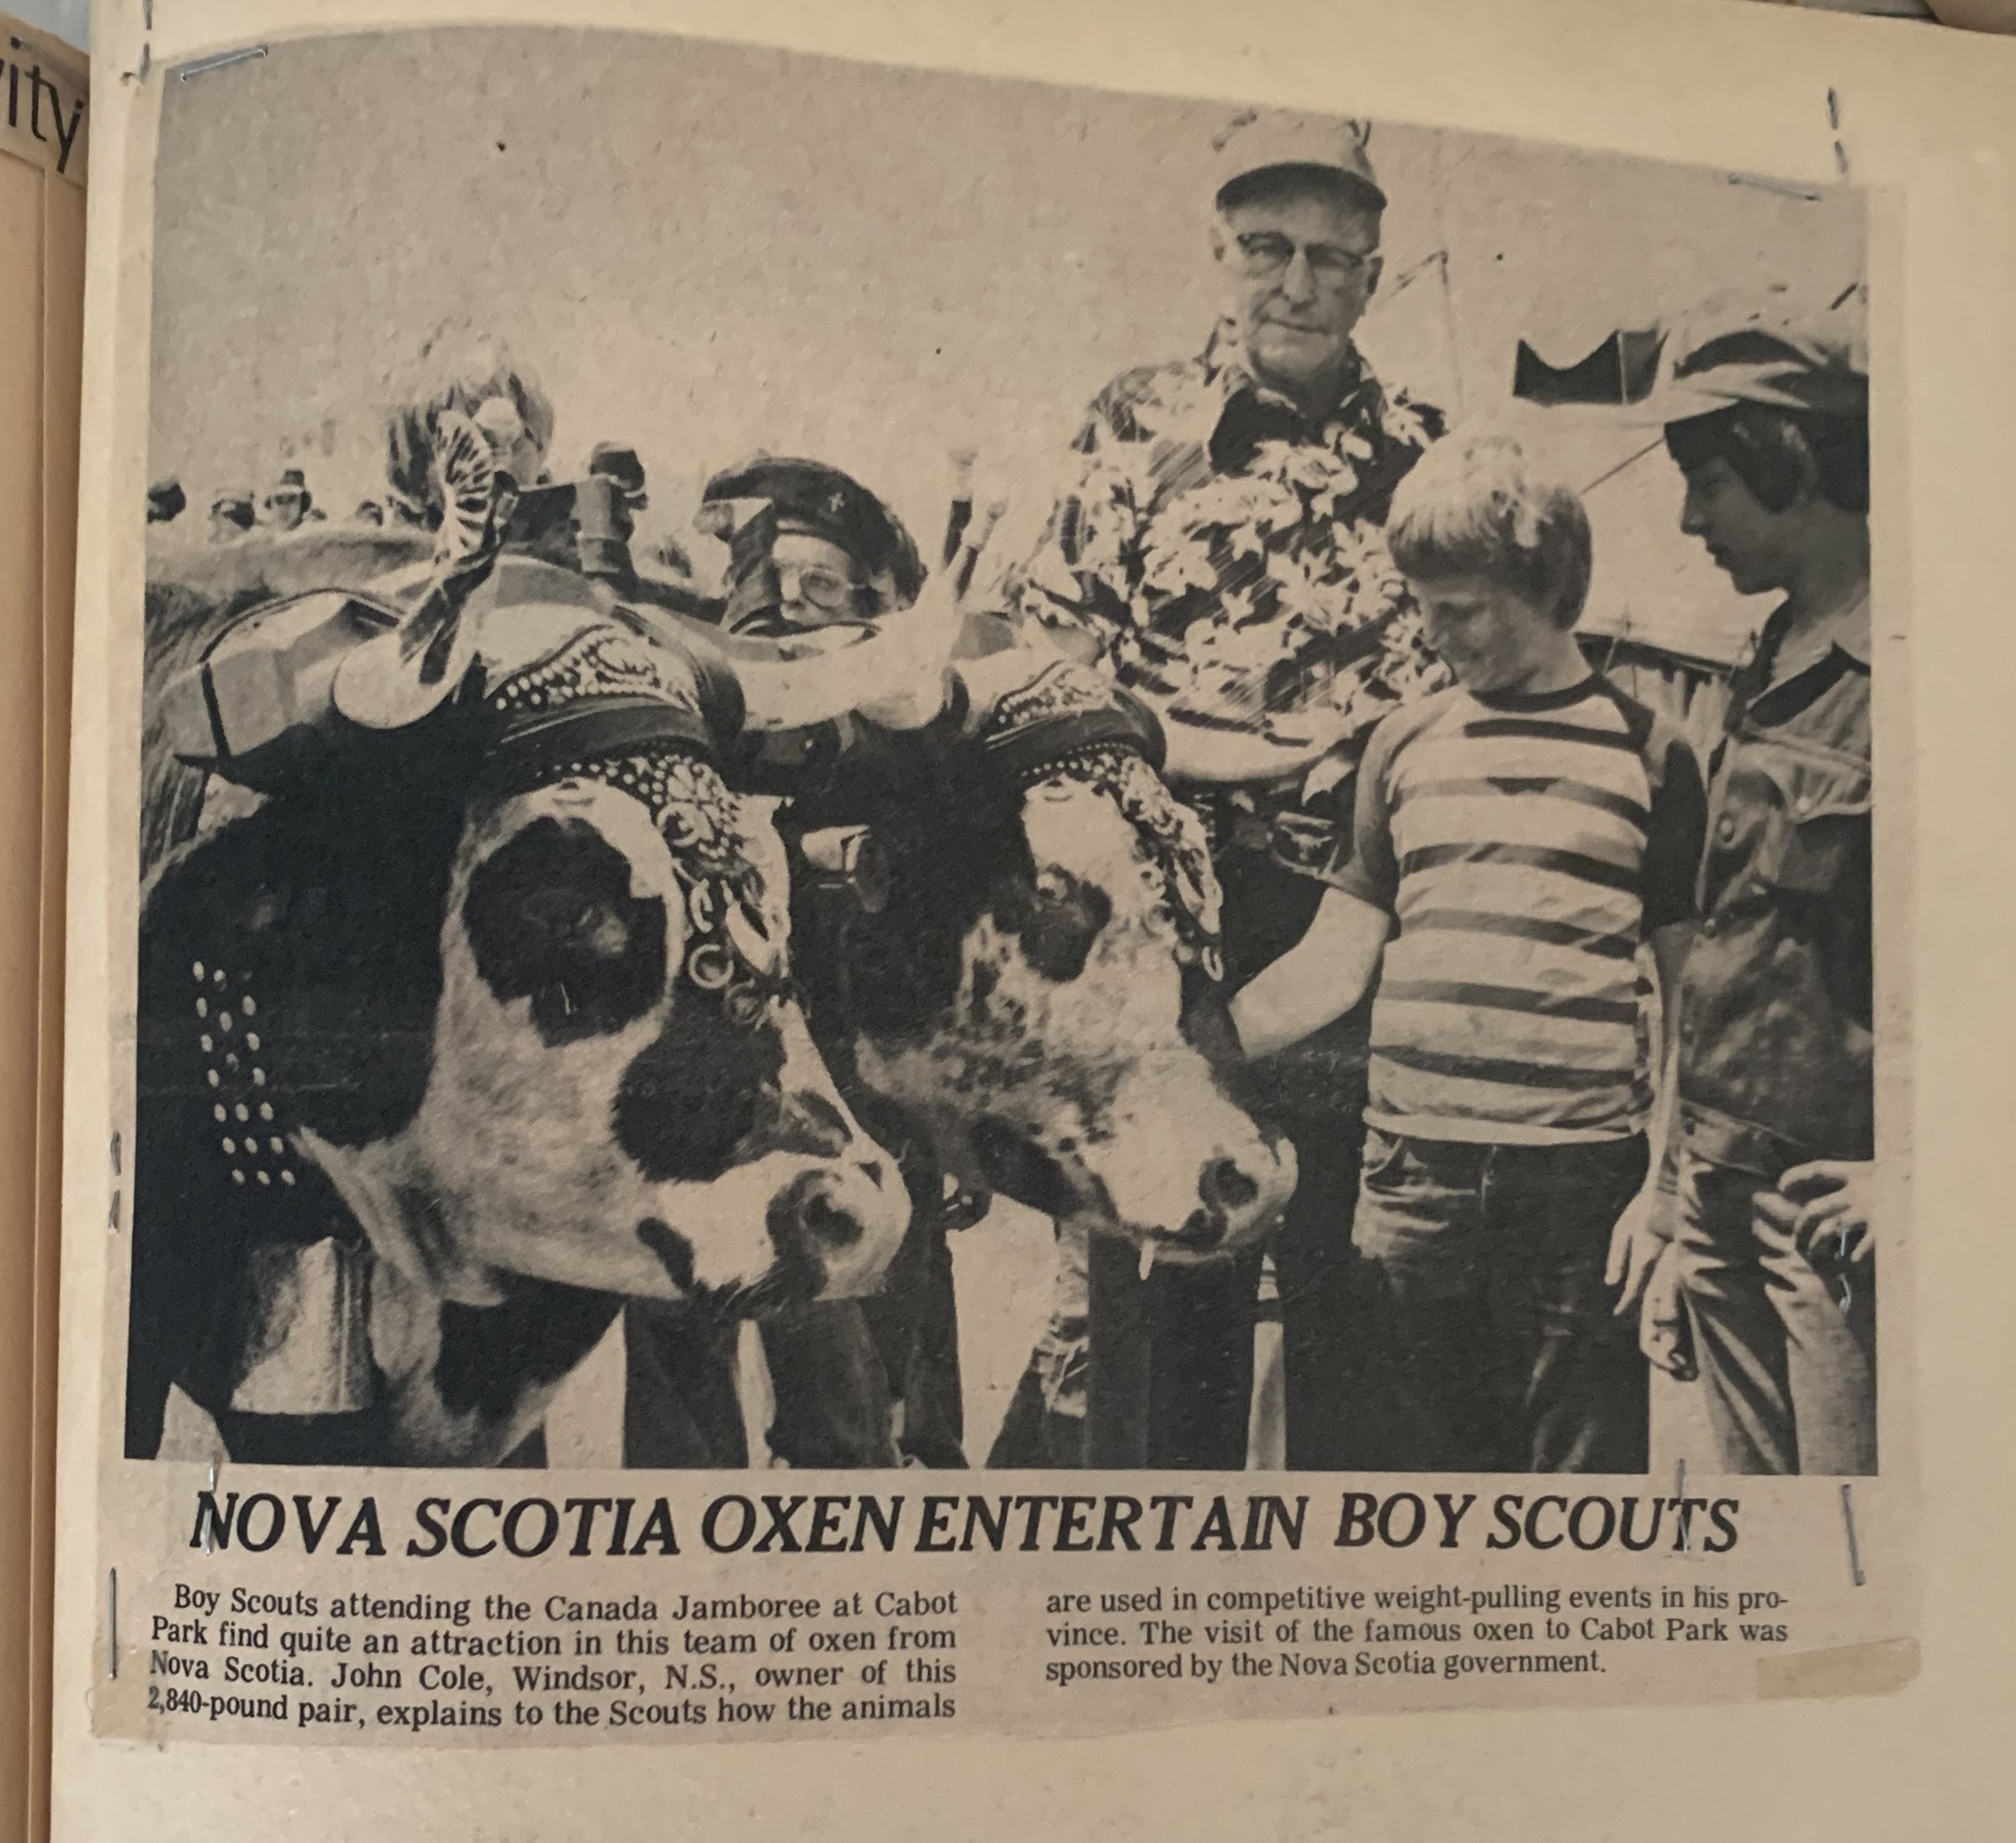 ity
NOVA SCOTIA OXEN ENTERTAIN BOY SCOUTS
Boy Scouts attending the Canada Jamboree at Cabot
Park find quite an attraction in this team of oxen from
Nova Scotia. John Cole, Windsor, N.S., owner of this
2,840-pound pair, explains to the Scouts how the animals
are used in competitive weight-pulling events in his pro-
vince. The visit of the famous oxen to Cabot Park was
sponsored by the Nova Scotia government.